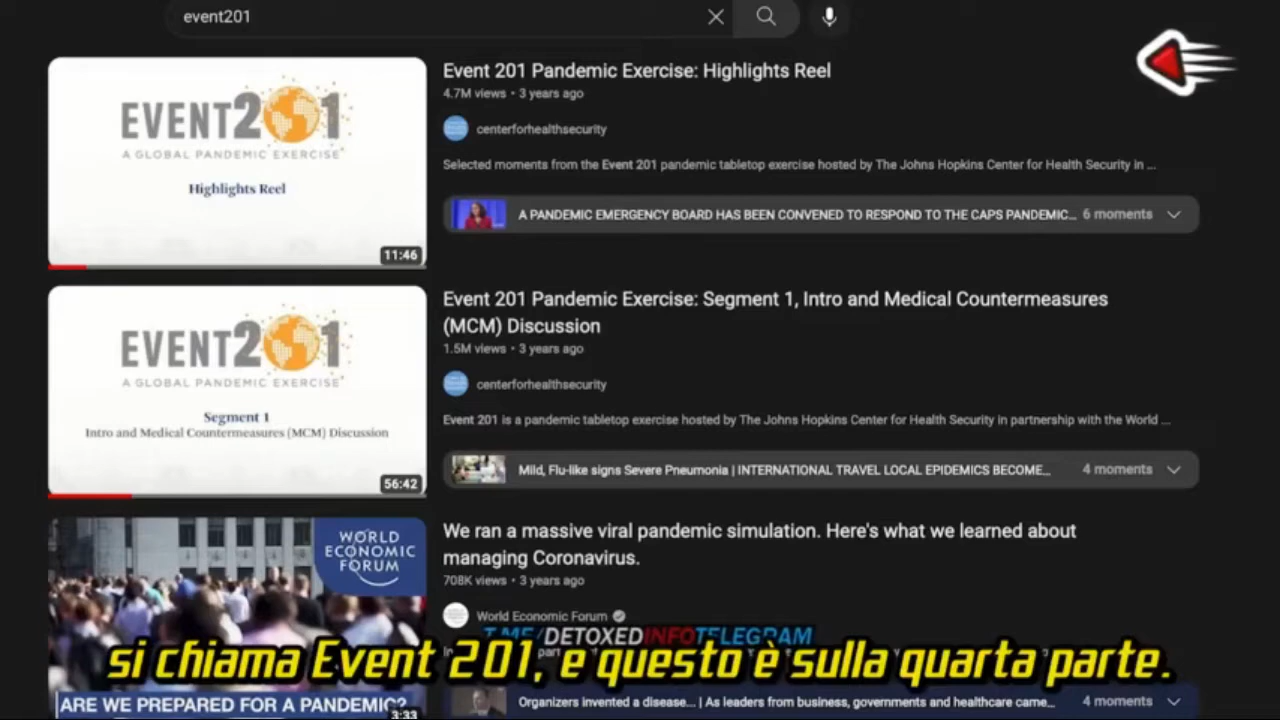 event201
EVENT201
A GLOBAL PANDEMIC EXERCISE
Highlights Reel
11:46
Event 201 Pandemic Exercise: Highlights Reel
4.7M views • 3 years ago
centerforhealthsecurity
Selected moments from the Event 201 pandemic tabletop exercise hosted by The Johns Hopkins Center for Health Security in ...
A PANDEMIC EMERGENCY BOARD HAS BEEN CONVENED TO RESPOND TO THE CAPS PANDEMIC... 6 moments
EVENT201
A GLOBAL PANDEMIC EXERCISE
Segment 1
Intro and Medical Countermeasures (MCM) Discussion
56:42
Event 201 Pandemic Exercise: Segment 1, Intro and Medical Countermeasures
(MCM) Discussion
1.5M views • 3 years ago
centerforhealthsecurity
Event 201 is a pandemic tabletop exercise hosted by The Johns Hopkins Center for Health Security in partnership with the World ...
Mild, Flu-like signs Severe Pneumonia | INTERNATIONAL TRAVEL LOCAL EPIDEMICS BECOME... 4 moments
WORLD
ECONOMIC
FORUM
ARE WE PREPARED FOR A PANDEMIC?
3:33
We ran a massive viral pandemic simulation. Here's what we learned about
managing Coronavirus.
708K views • 3 years ago
World Economic Forum
T.ME/DETOXEDINFOTELEGRAM
si chiama Event 201, e questo è sulla quarta parte.
Organizers invented a disease... | As leaders from business, governments and healthcare came... 4 moments